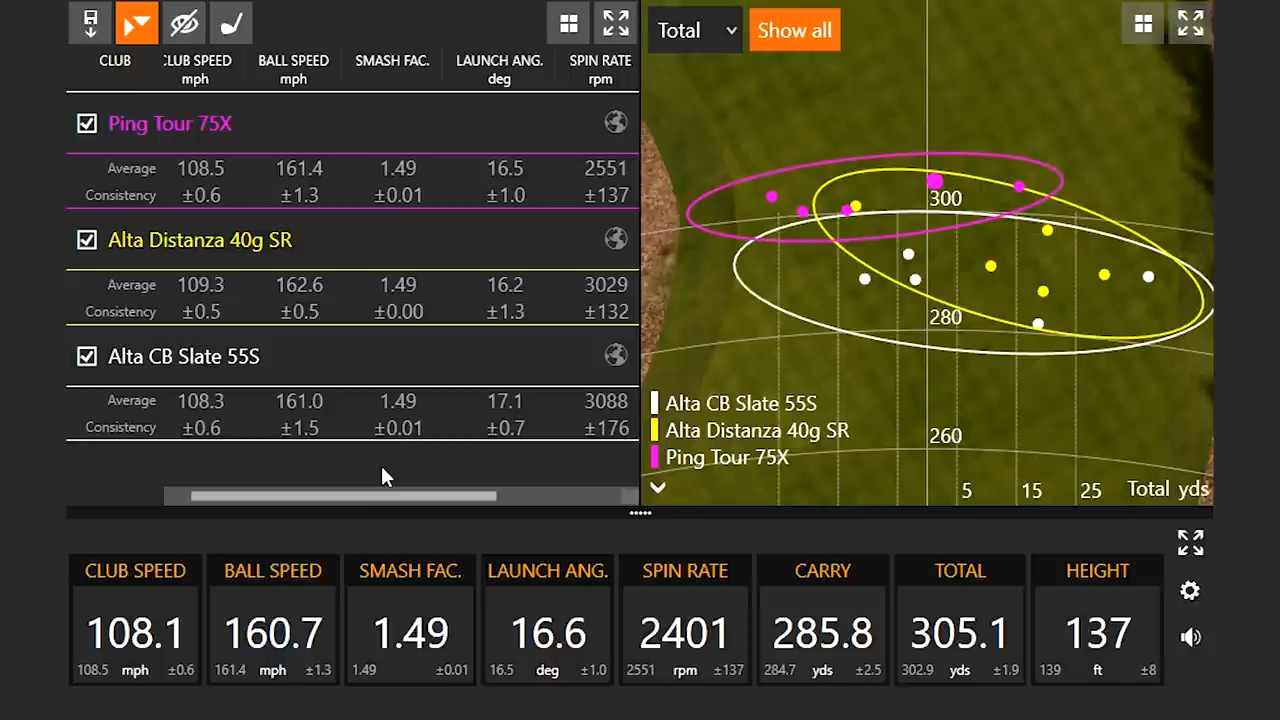 Total Show all
CLUB CLUB SPEED mph BALL SPEED mph SMASH FAC. LAUNCH ANG. deg SPIN RATE rpm
Ping Tour 75X
Average 108.5 161.4 1.49 16.5 2551
Consistency ±0.6 ±1.3 ±0.01 ±1.0 ±137
Alta Distanza 40g SR
Average 109.3 162.6 1.49 16.2 3029
Consistency ±0.5 ±0.5 ±0.00 ±1.3 ±132
Alta CB Slate 55S
Average 108.3 161.0 1.49 17.1 3088
Consistency ±0.6 ±1.5 ±0.01 ±0.7 ±176
300
280
260
Alta CB Slate 55S
Alta Distanza 40g SR
Ping Tour 75X
5 15 25 Total yds
CLUB SPEED BALL SPEED SMASH FAC. LAUNCH ANG. SPIN RATE CARRY TOTAL HEIGHT
108.1 160.7 1.49 16.6 2401 285.8 305.1 137
108.5 mph ±0.6 161.4 mph ±1.3 1.49 ±0.01 16.5 deg ±1.0 2551 rpm ±137 284.7 yds ±2.5 302.9 yds ±1.9 139 ft ±8